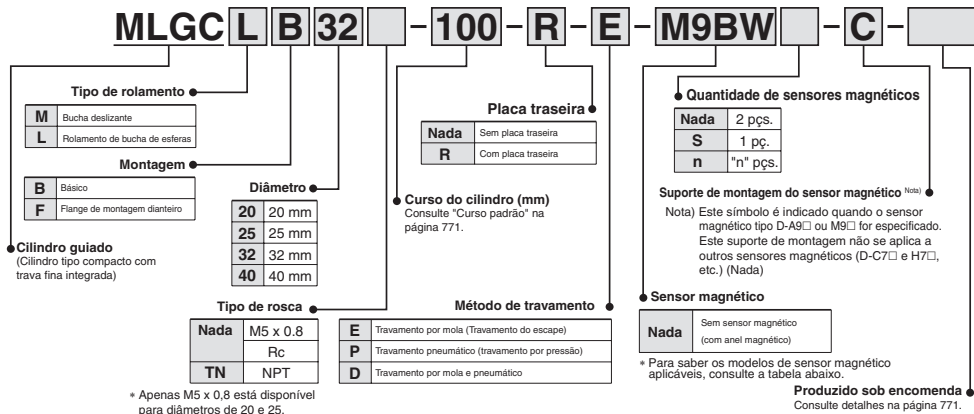 MLGC L B 32 □ - 100 - R - E - M9BW □ - C - □
Tipo de rolamento
M Bucha deslizante
L Rolamento de bucha de esferas
Montagem
B Básico
F Flange de montagem dianteiro
Cilindro guiado
(Cilindro tipo compacto com
trava fina integrada)
Diâmetro
20 20 mm
25 25 mm
32 32 mm
40 40 mm
Tipo de rosca
Nada M5 x 0.8
Rc
TN NPT
* Apenas M5 x 0,8 está disponível
para diâmetros de 20 e 25.
Placa traseira
Nada Sem placa traseira
R Com placa traseira
Curso do cilindro (mm)
Consulte "Curso padrão" na
página 771.
Método de travamento
E Travamento por mola (Travamento do escape)
P Travamento pneumático (travamento por pressão)
D Travamento por mola e pneumático
Quantidade de sensores magnéticos
Nada 2 pçs.
S 1 pç.
n "n" pçs.
Suporte de montagem do sensor magnético Nota)
Nota) Este símbolo é indicado quando o sensor
magnético tipo D-A9□ ou M9□ for especificado.
Este suporte de montagem não se aplica a
outros sensores magnéticos (D-C7□ e H7□,
etc.) (Nada)
Sensor magnético
Nada Sem sensor magnético
(com anel magnético)
* Para saber os modelos de sensor magnético
aplicáveis, consulte a tabela abaixo.
Produzido sob encomenda
Consulte detalhes na página 771.